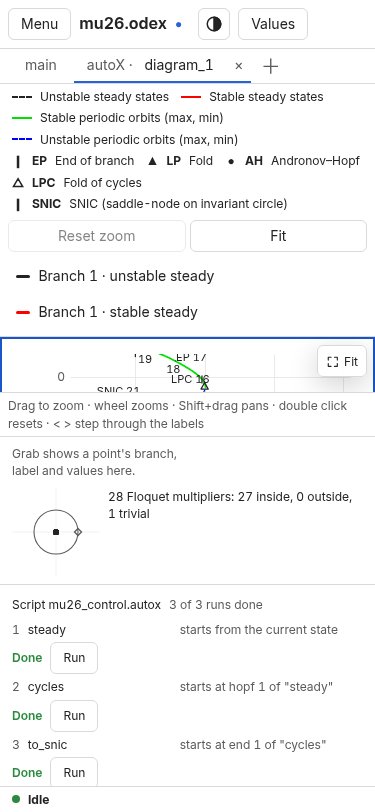 Menu mu26.odex Values
main autoX · diagram_1 ×
Unstable steady states Stable steady states
Stable periodic orbits (max, min)
Unstable periodic orbits (max, min)
EP End of branch LP Fold AH Andronov–Hopf
LPC Fold of cycles
SNIC SNIC (saddle-node on invariant circle)
Reset zoom Fit
Branch 1 · unstable steady
Branch 1 · stable steady
19 EP 17
Fit
18
0 LPC 16
SNIC 21
Drag to zoom · wheel zooms · Shift+drag pans · double click
resets · < > step through the labels
Grab shows a point's branch,
label and values here.
28 Floquet multipliers: 27 inside, 0 outside,
1 trivial
Script mu26_control.autox 3 of 3 runs done
1 steady starts from the current state
Done Run
2 cycles starts at hopf 1 of "steady"
Done Run
3 to_snic starts at end 1 of "cycles"
Done Run
Idle